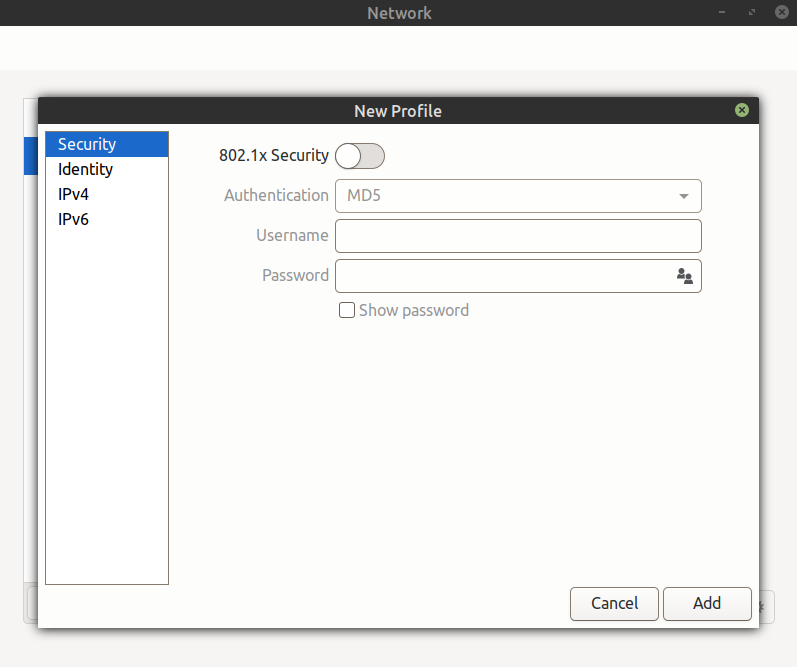 Network
New Profile
Security
Identity
IPv4
IPv6
802.1x Security
Authentication MD5
Username
Password
Show password
Cancel Add